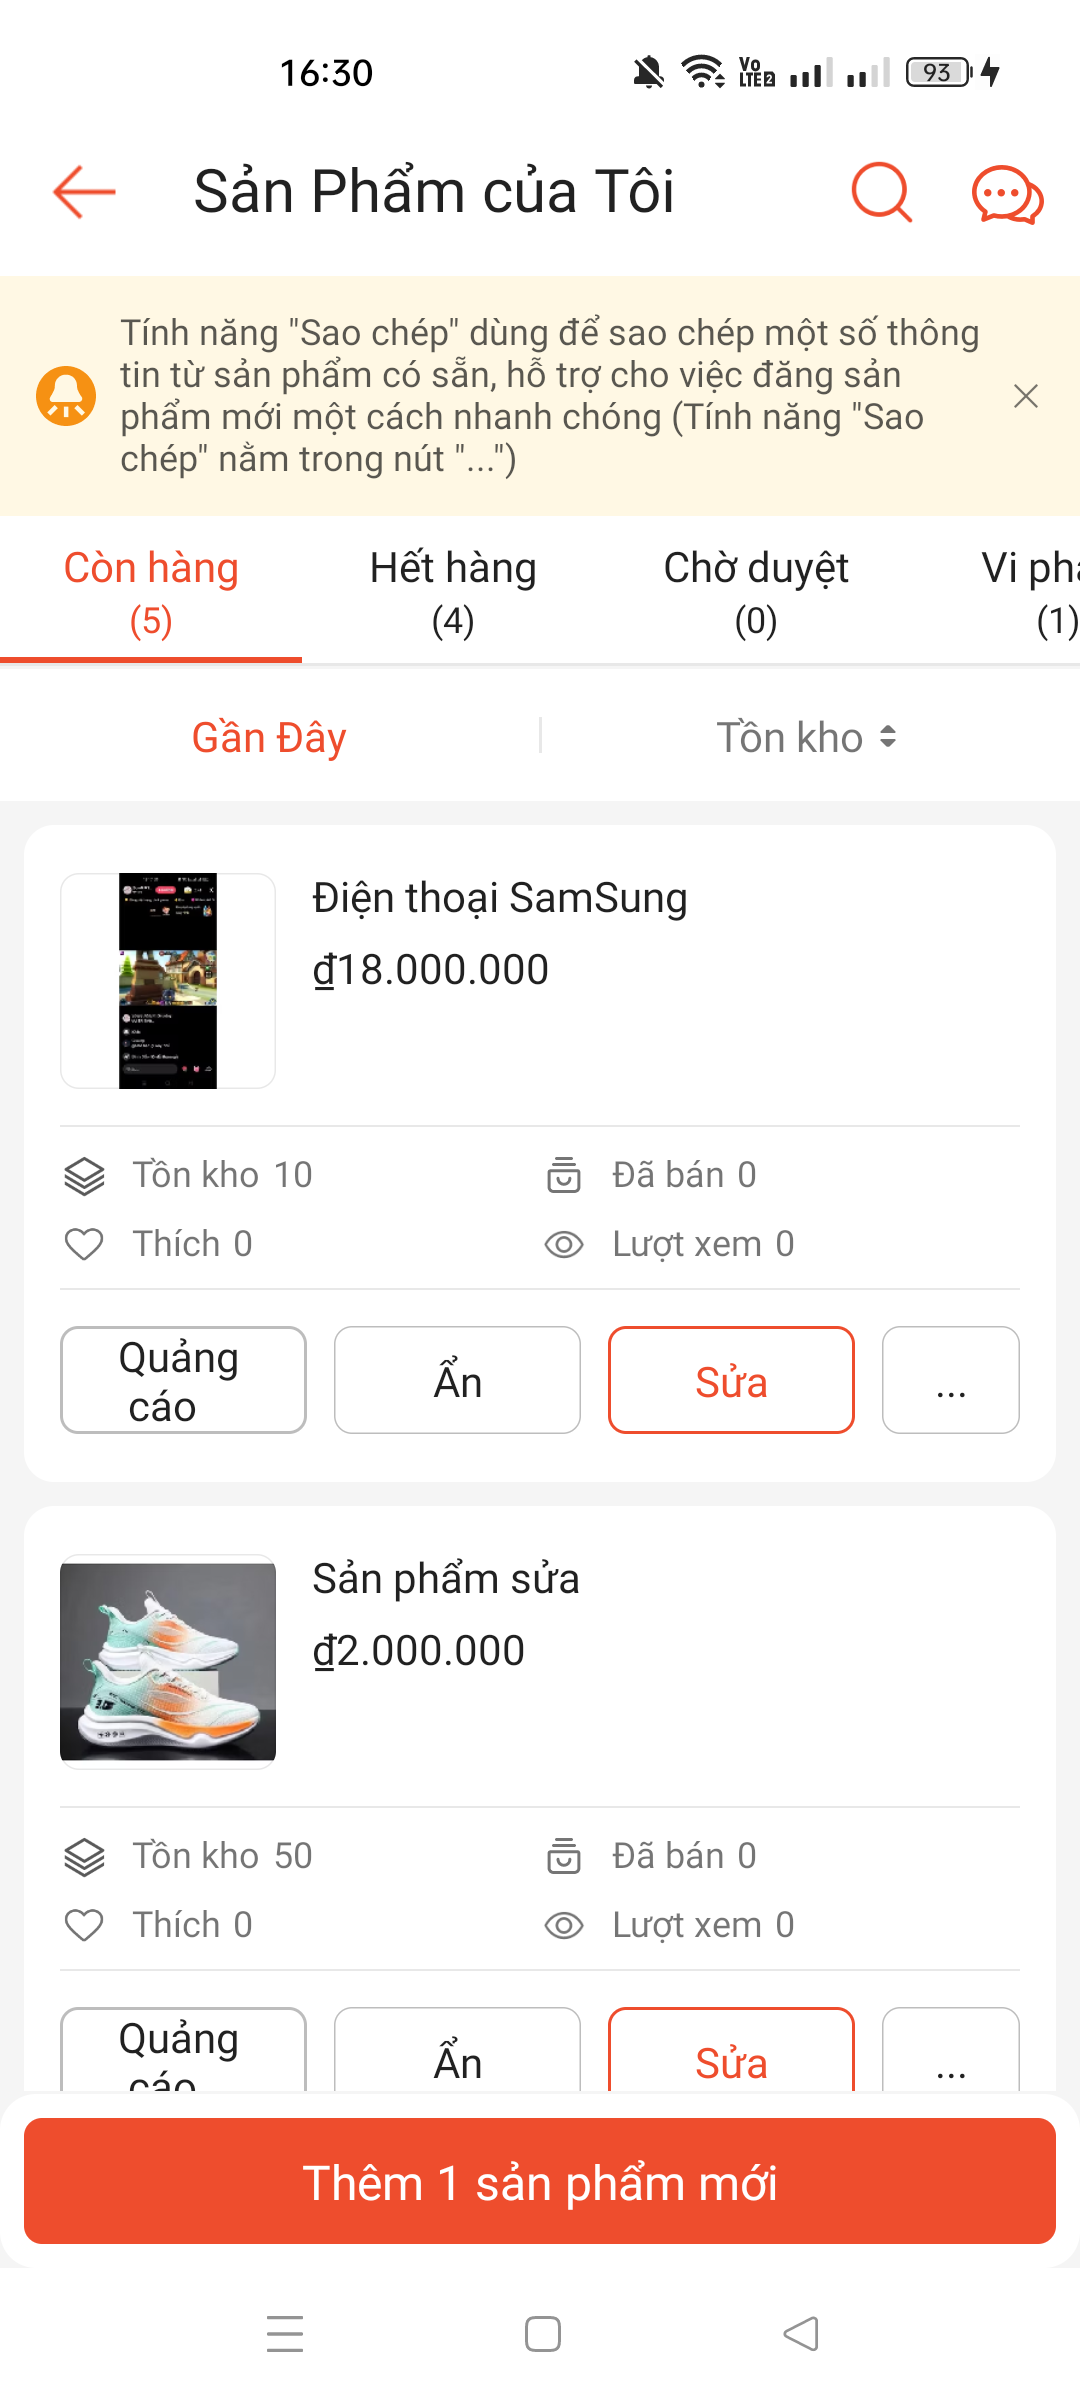 16:30
Vo
LTE2
93
Sản Phẩm của Tôi
Tính năng "Sao chép" dùng để sao chép một số thông
tin từ sản phẩm có sẵn, hỗ trợ cho việc đăng sản
phẩm mới một cách nhanh chóng (Tính năng "Sao
chép" nằm trong nút "...")
Còn hàng
(5)
Hết hàng
(4)
Chờ duyệt
(0)
Vi phạ
(1)
Gần Đây
Tồn kho
Điện thoại SamSung
₫18.000.000
Tồn kho 10
Đã bán 0
Thích 0
Lượt xem 0
Quảng
cáo
Ẩn
Sửa
...
Sản phẩm sửa
₫2.000.000
Tồn kho 50
Đã bán 0
Thích 0
Lượt xem 0
Quảng
cáo
Ẩn
Sửa
...
Thêm 1 sản phẩm mới